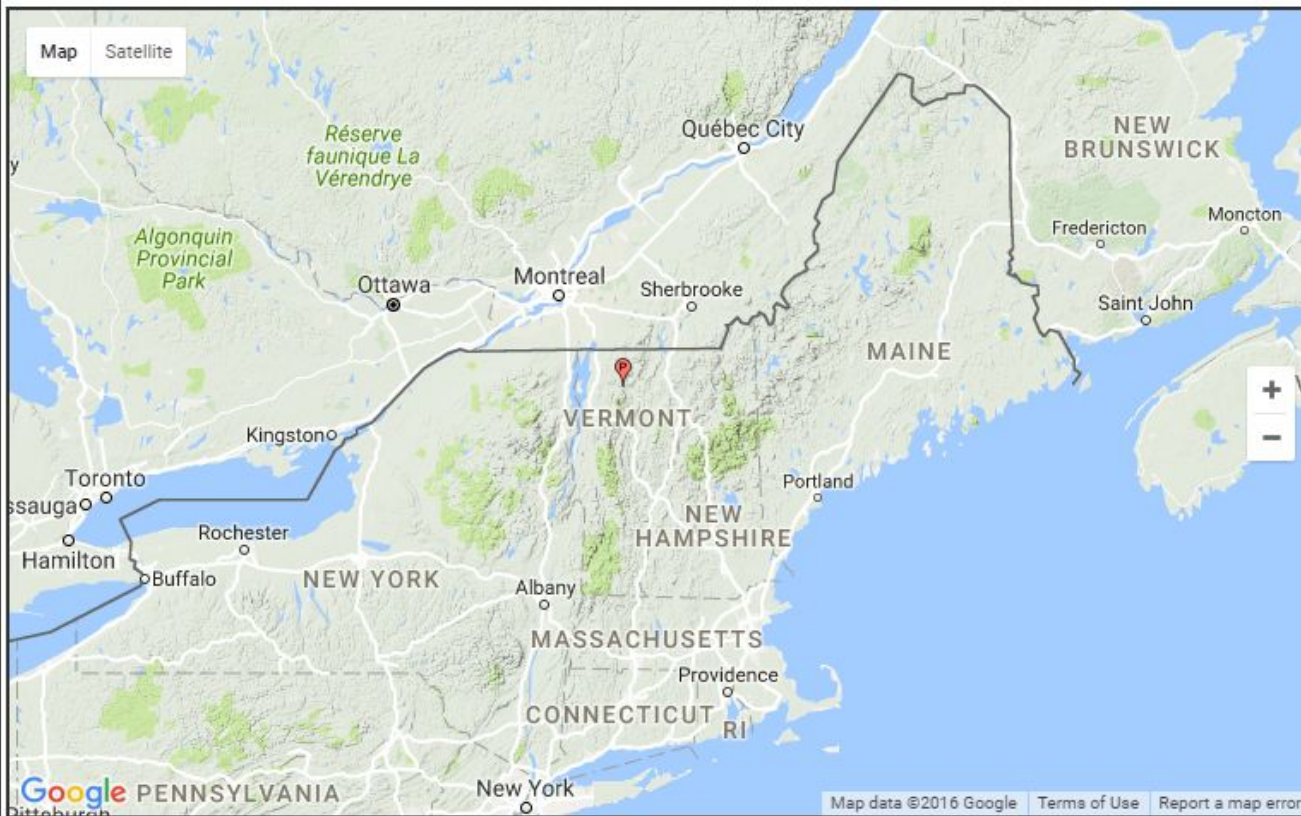 Map Satellite
Québec City
NEW
BRUNSWICK
Réserve
faunique La
Vérendrye
Moncton
Fredericton
Algonquin
Provincial
Park
Ottawa
Montreal
Sherbrooke
Saint John
MAINE
P
VERMONT
Kingston
Toronto
Portland
ssauga
NEW
HAMPSHIRE
Rochester
Hamilton
Buffalo
NEW YORK
Albany
MASSACHUSETTS
Providence
CONNECTICUT
RI
New York
Google
PENNSYLVANIA
Pittsburgh
Map data ©2016 Google Terms of Use Report a map error
+
−